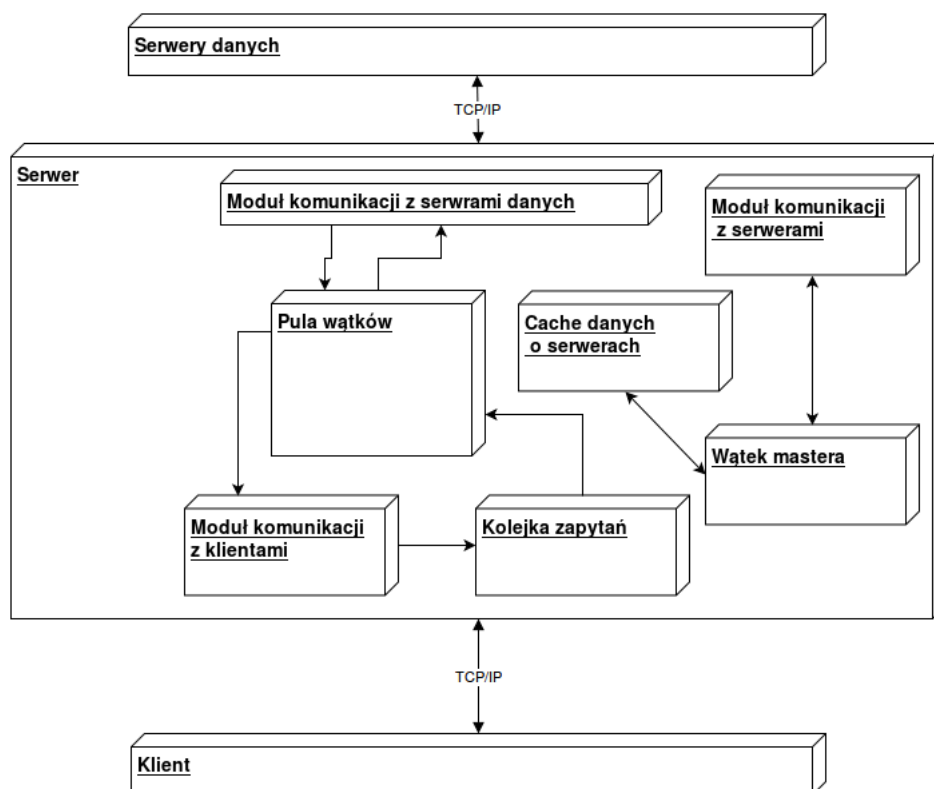 Serwery danych
TCP/IP
Serwer
Moduł komunikacji z serwrami danych
Moduł komunikacji
z serwerami
Pula wątków
Cache danych
o serwerach
Wątek mastera
Moduł komunikacji
z klientami
Kolejka zapytań
TCP/IP
Klient